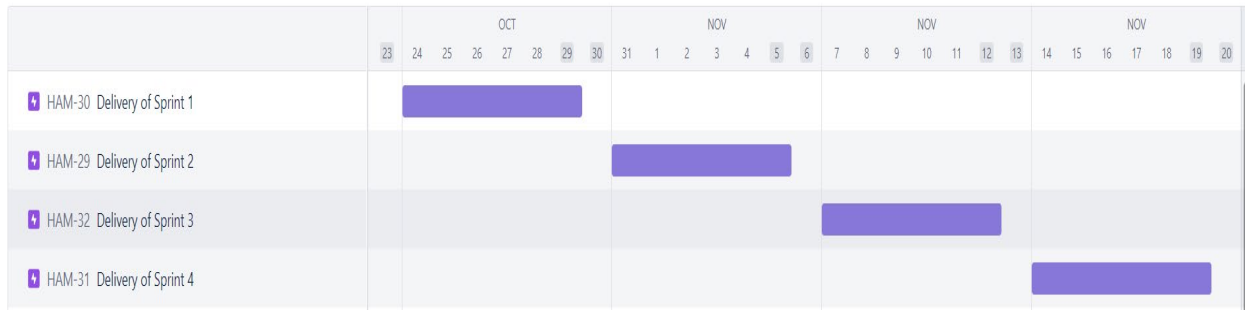 OCT NOV NOV NOV
23 24 25 26 27 28 29 30 31 1 2 3 4 5 6 7 8 9 10 11 12 13 14 15 16 17 18 19 20
HAM-30 Delivery of Sprint 1
HAM-29 Delivery of Sprint 2
HAM-32 Delivery of Sprint 3
HAM-31 Delivery of Sprint 4